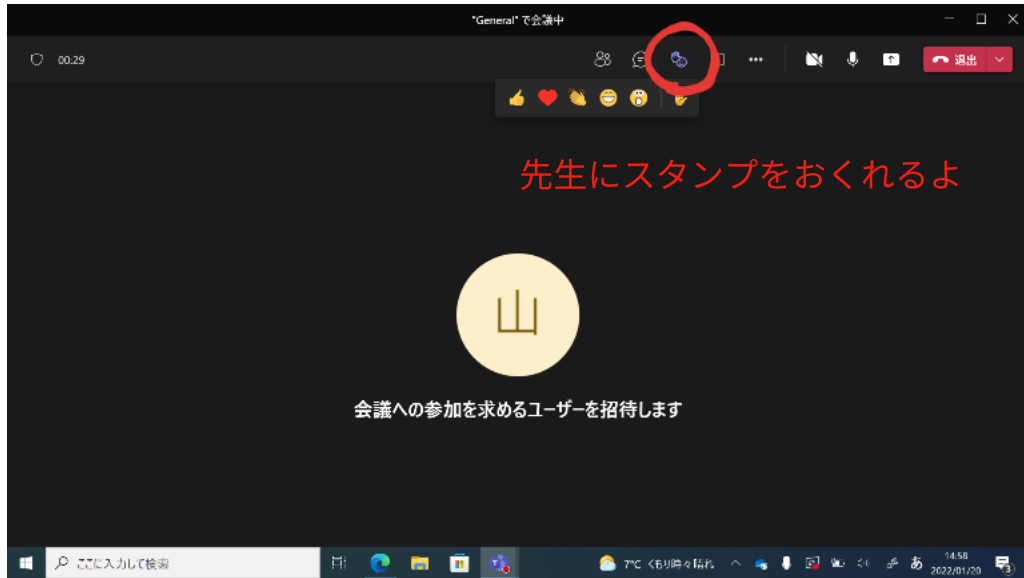 "General" で会議中
00:29
退出
先生にスタンプをおくれるよ
山
会議への参加を求めるユーザーを招待します
ここに入力して検索
7°C くもり時々晴れ
あ
14:58
2022/01/20
3